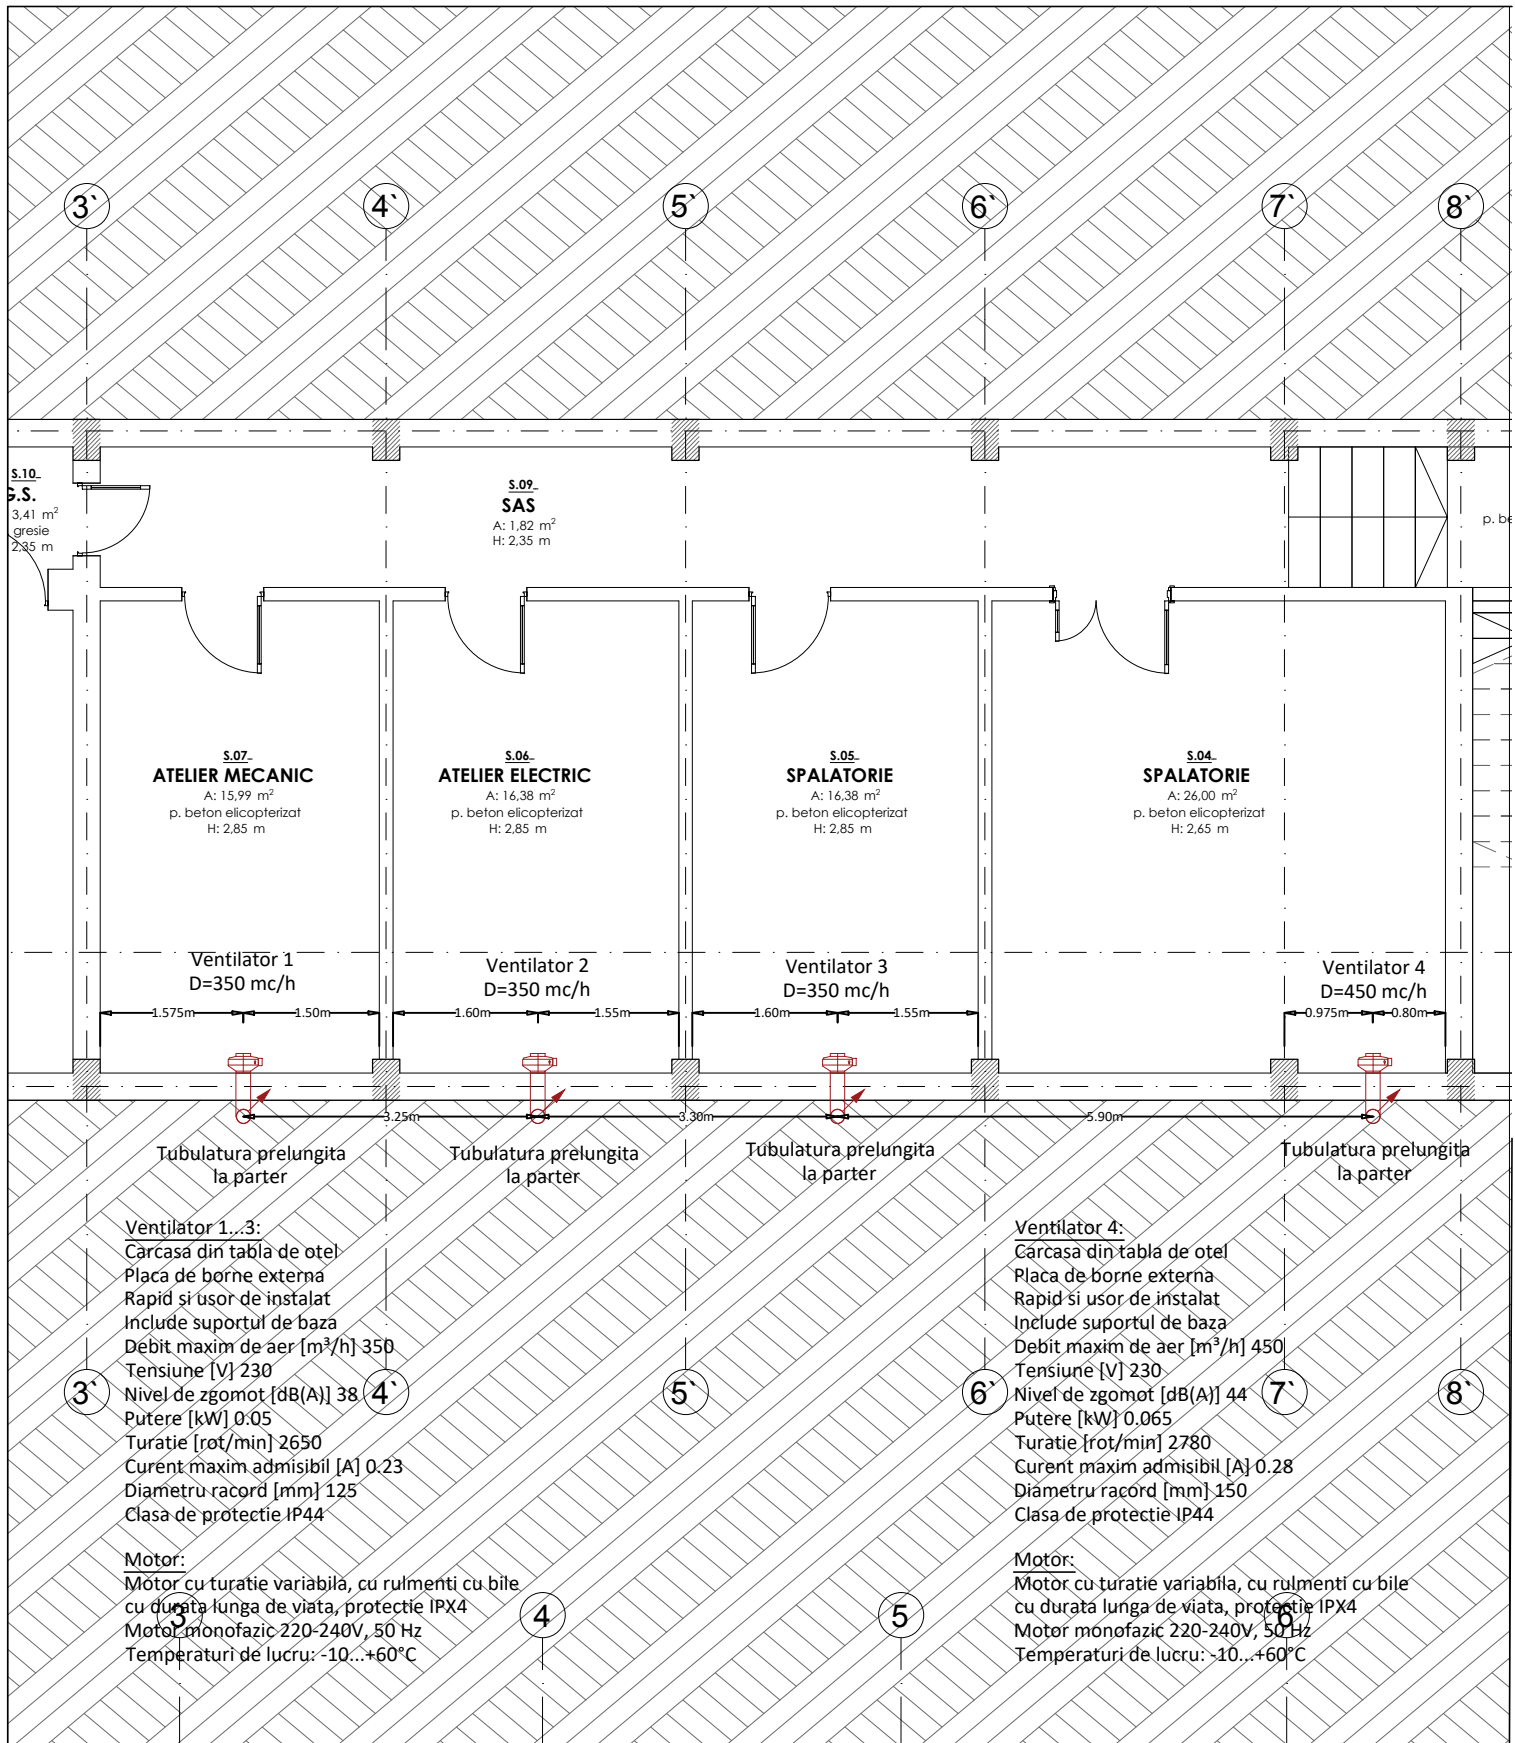 3` 4` 5` 6` 7` 8`
S.10
G.S.
3,41 m²
gresie
2,35 m
S.09
SAS
A: 1,82 m²
H: 2,35 m
S.07
ATELIER MECANIC
A: 15,99 m²
p. beton elicopterizat
H: 2,85 m
S.06
ATELIER ELECTRIC
A: 16,38 m²
p. beton elicopterizat
H: 2,85 m
S.05
SPALATORIE
A: 16,38 m²
p. beton elicopterizat
H: 2,85 m
S.04
SPALATORIE
A: 26,00 m²
p. beton elicopterizat
H: 2,65 m
Ventilator 1
D=350 mc/h
Ventilator 2
D=350 mc/h
Ventilator 3
D=350 mc/h
Ventilator 4
D=450 mc/h
1.575m 1.50m 1.60m 1.55m 1.60m 1.55m 0.975m 0.80m
3.25m 3.30m 5.90m
Tubulatura prelungita
la parter
Tubulatura prelungita
la parter
Tubulatura prelungita
la parter
Tubulatura prelungita
la parter
Ventilator 1...3:
Carcasa din tabla de otel
Placa de borne externa
Rapid si usor de instalat
Include suportul de baza
Debit maxim de aer [m³/h] 350
Tensiune [V] 230
Nivel de zgomot [dB(A)] 38
Putere [kW] 0.05
Turatie [rot/min] 2650
Curent maxim admisibil [A] 0.23
Diametru racord [mm] 125
Clasa de protectie IP44
Motor:
Motor cu turatie variabila, cu rulmenti cu bile
cu durata lunga de viata, protectie IPX4
Motor monofazic 220-240V, 50 Hz
Temperaturi de lucru: -10...+60°C
Ventilator 4:
Carcasa din tabla de otel
Placa de borne externa
Rapid si usor de instalat
Include suportul de baza
Debit maxim de aer [m³/h] 450
Tensiune [V] 230
Nivel de zgomot [dB(A)] 44
Putere [kW] 0.065
Turatie [rot/min] 2780
Curent maxim admisibil [A] 0.28
Diametru racord [mm] 150
Clasa de protectie IP44
Motor:
Motor cu turatie variabila, cu rulmenti cu bile
cu durata lunga de viata, protectie IPX4
Motor monofazic 220-240V, 50 Hz
Temperaturi de lucru: -10...+60°C
3` 4` 5` 6` 7` 8`
3 4 5 6